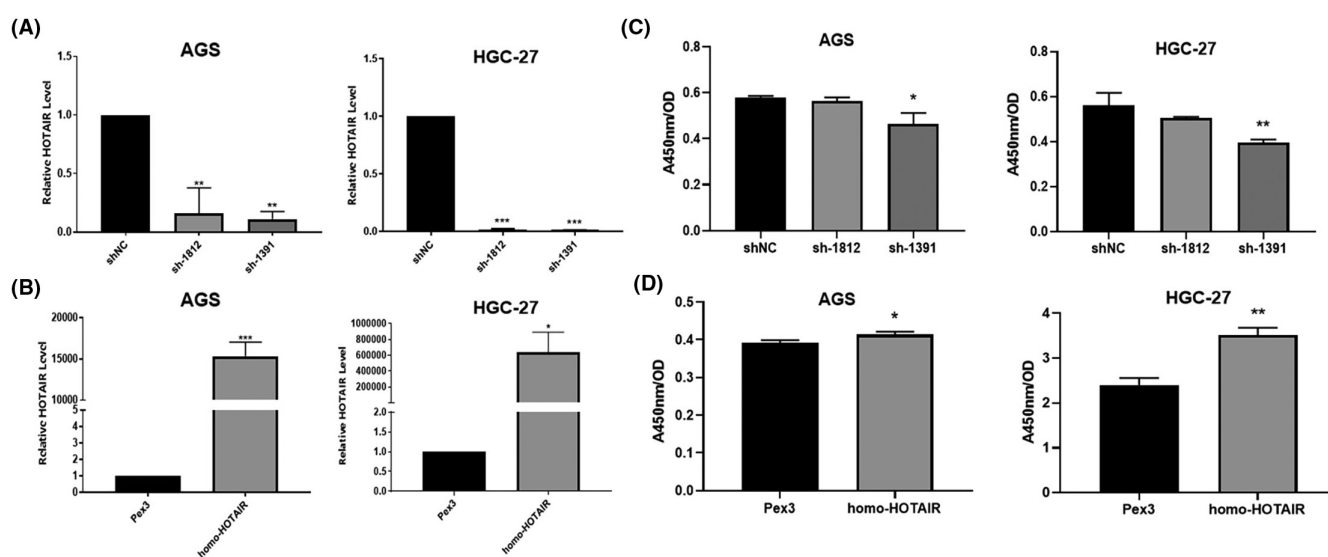 (A)
AGS
Relative HOTAIR Level
1.5
1.0
0.5
0.0
**
**
shNC
sh-1812
sh-1391
HGC-27
Relative HOTAIR Level
1.5
1.0
0.5
0.0
***
***
shNC
sh-1812
sh-1391
(B)
AGS
Relative HOTAIR Level
20000
15000
10000
5
4
3
2
1
0
***
Pex3
homo-HOTAIR
HGC-27
Relative HOTAIR Level
1000000
800000
600000
400000
200000
0
2.0
1.5
1.0
0.5
0.0
*
Pex3
homo-HOTAIR
(C)
AGS
A450nm/OD
0.8
0.6
0.4
0.2
0.0
*
shNC
sh-1812
sh-1391
HGC-27
A450nm/OD
0.8
0.6
0.4
0.2
0.0
**
shNC
sh-1812
sh-1391
(D)
AGS
A450nm/OD
0.5
0.4
0.3
0.2
0.1
0.0
*
Pex3
homo-HOTAIR
HGC-27
A450nm/OD
4
3
2
1
0
**
Pex3
homo-HOTAIR